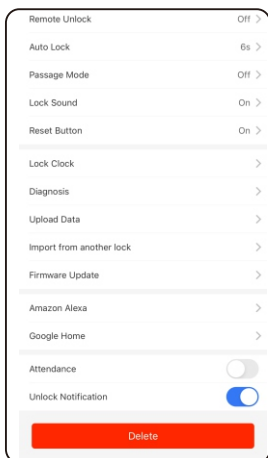 Remote Unlock Off
Auto Lock 6s
Passage Mode Off
Lock Sound On
Reset Button On
Lock Clock
Diagnosis
Upload Data
Import from another lock
Firmware Update
Amazon Alexa
Google Home
Attendance
Unlock Notification
Delete